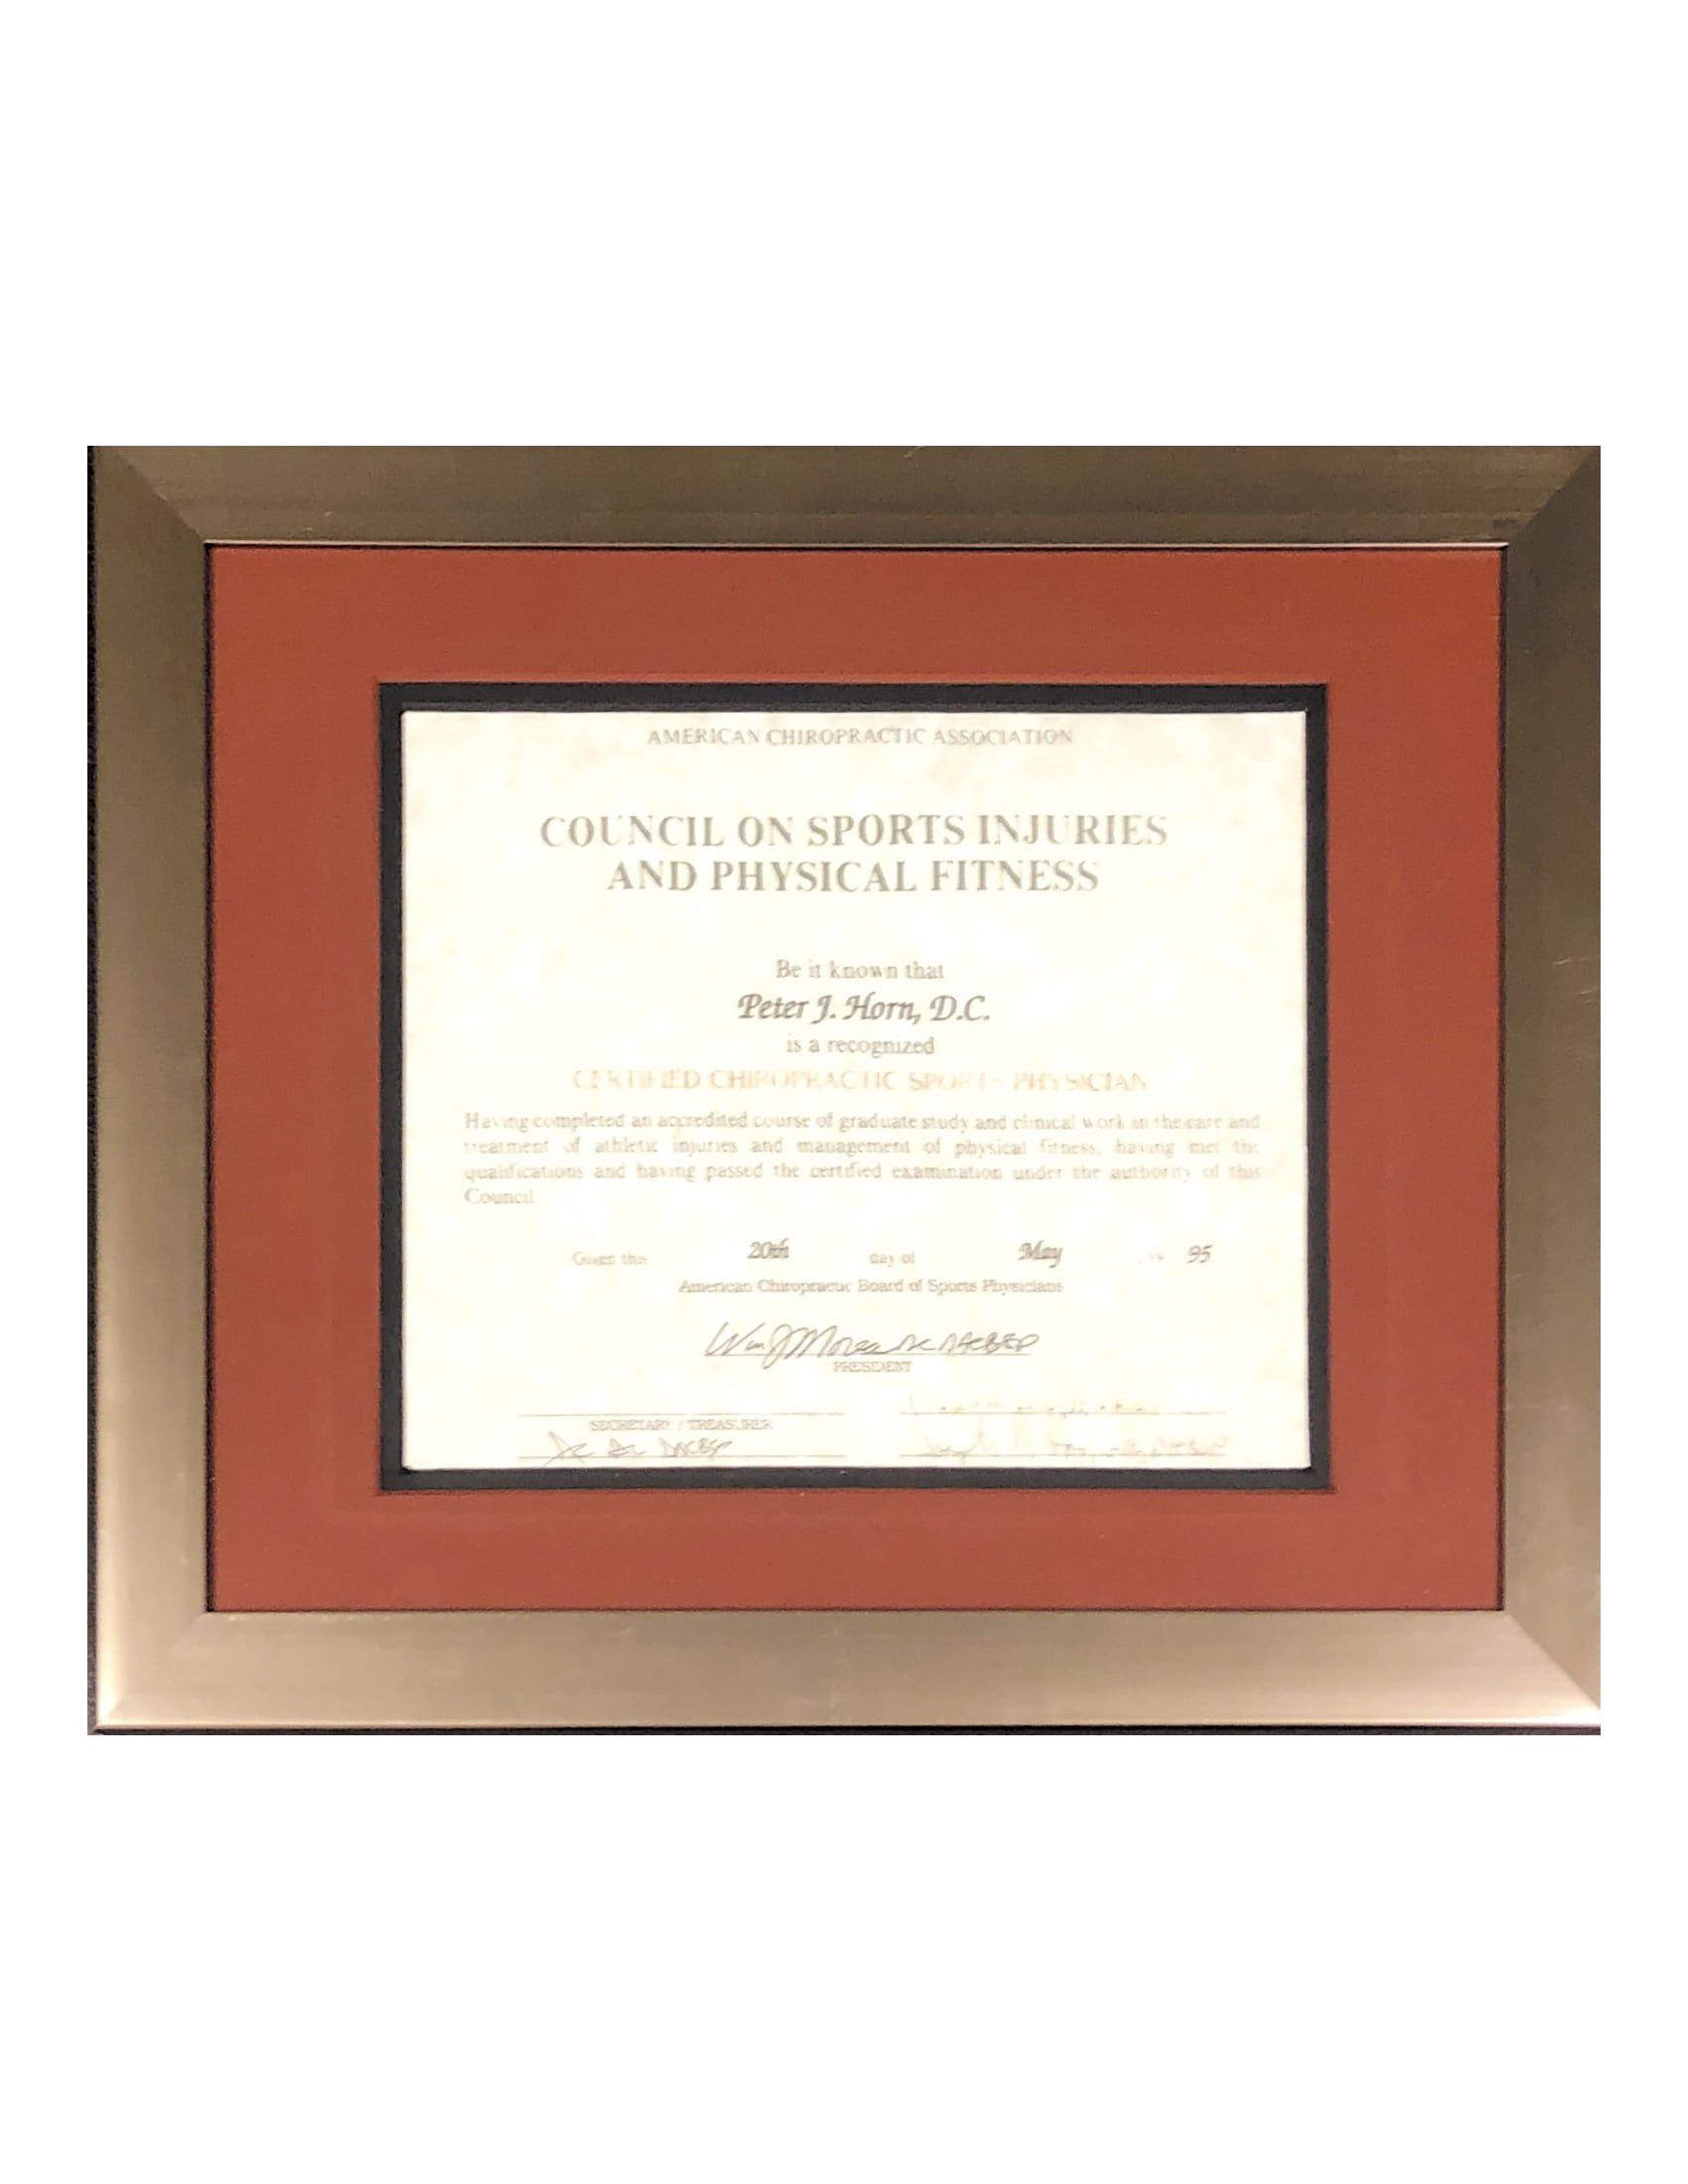 AMERICAN CHIROPRACTIC ASSOCIATION
COUNCIL ON SPORTS INJURIES
AND PHYSICAL FITNESS
Be it known that
Peter J. Horn, D.C.
is a recognized
CERTIFIED CHIROPRACTIC SPORTS PHYSICIAN
Having completed an accredited course of graduate study and clinical work in the care and
treatment of athletic injuries and management of physical fitness, having met the
qualifications and having passed the certified examination under the authority of this
Council.
Given this 20th day of May 95
American Chiropractic Board of Sports Physicians
PRESIDENT
SECRETARY / TREASURER